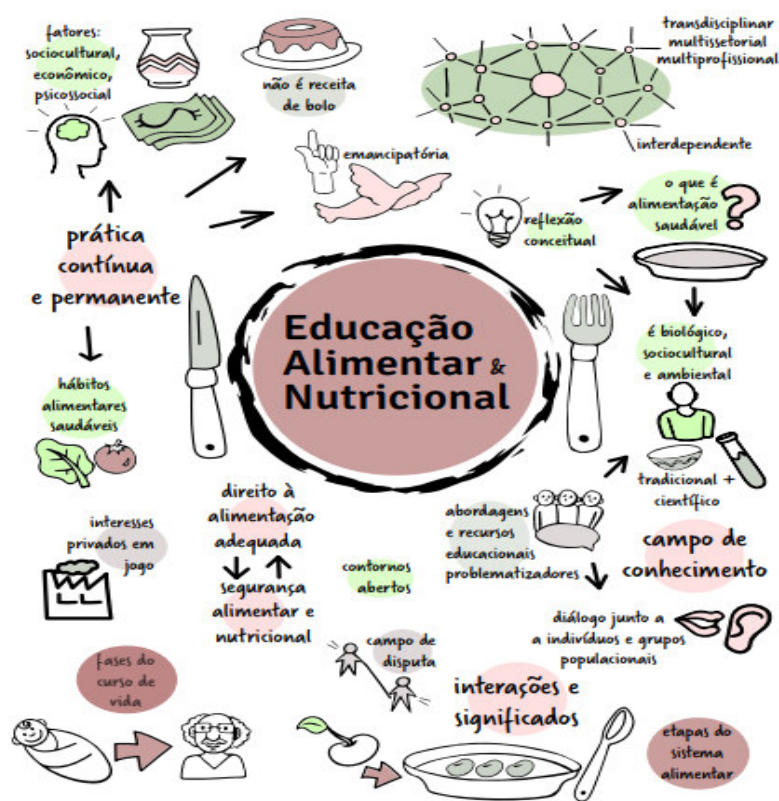 fatores:
sociocultural,
econômico,
psicossocial
não é receita
de bolo
transdisciplinar
multissetorial
multiprofissional
interdependente
emancipatória
reflexão
conceitual
o que é
alimentação
saudável
?
prática
contínua
e permanente
Educação
Alimentar &
Nutricional
é biológico,
sociocultural
e ambiental
hábitos
alimentares
saudáveis
tradicional +
científico
interesses
privados em
jogo
direito à
alimentação
adequada
segurança
alimentar e
nutricional
contornos
abertos
abordagens
e recursos
educacionais
problematizadores
campo de
conhecimento
diálogo junto a
a indivíduos e grupos
populacionais
campo de
disputa
fases do
curso de
vida
interações e
significados
etapas do
sistema
alimentar